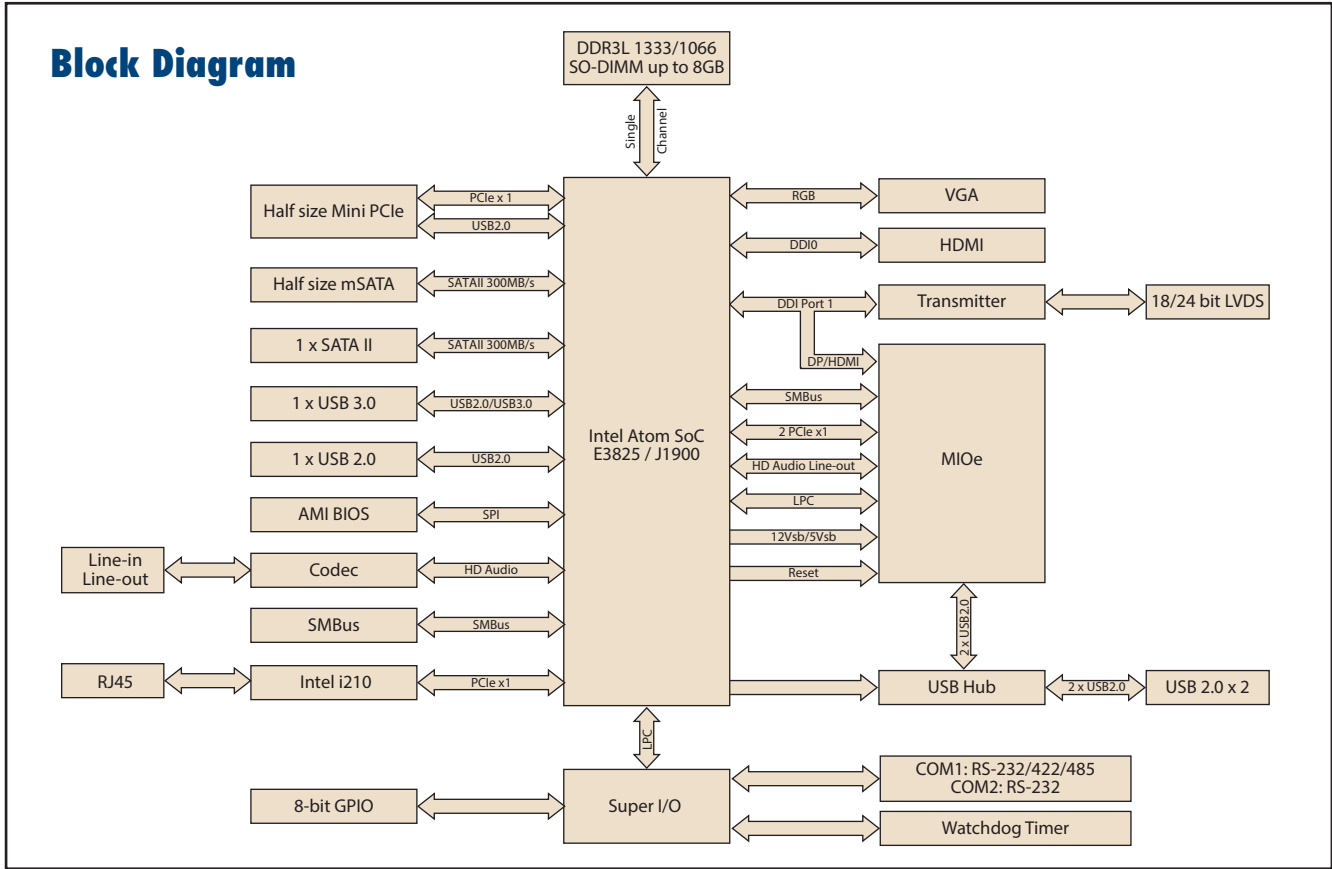 Block Diagram
DDR3L 1333/1066
SO-DIMM up to 8GB
Single
Channel
Half size Mini PCIe
PCIe x 1
USB2.0
Half size mSATA
SATAII 300MB/s
1 x SATA II
SATAII 300MB/s
1 x USB 3.0
USB2.0/USB3.0
1 x USB 2.0
USB2.0
AMI BIOS
SPI
Line-in
Line-out
Codec
HD Audio
SMBus
SMBus
RJ45
Intel i210
PCIe x1
Intel Atom SoC
E3825 / J1900
RGB
VGA
DDI0
HDMI
DDI Port 1
Transmitter
18/24 bit LVDS
DP/HDMI
SMBus
2 PCIe x1
HD Audio Line-out
LPC
12Vsb/5Vsb
Reset
MIOe
2 x USB2.0
USB Hub
2 x USB2.0
USB 2.0 x 2
LPC
8-bit GPIO
Super I/O
COM1: RS-232/422/485
COM2: RS-232
Watchdog Timer